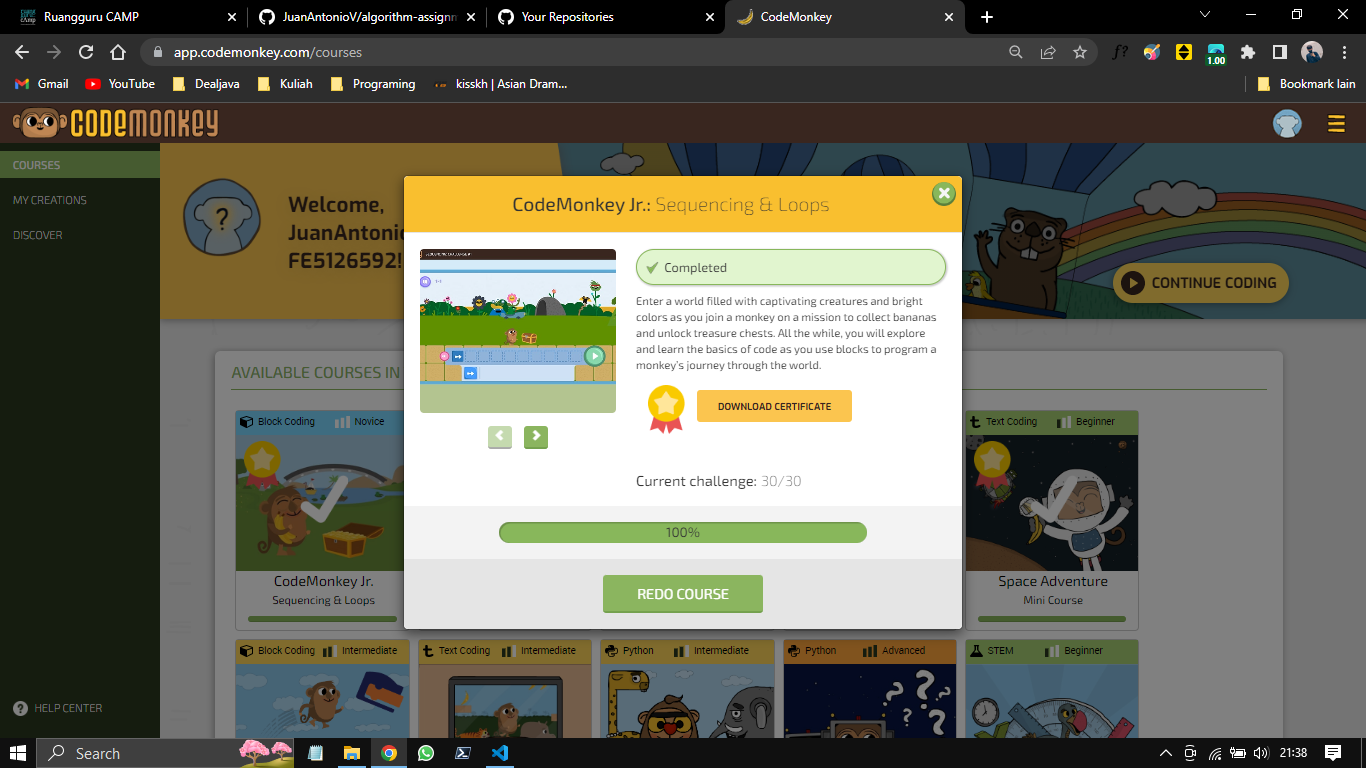 Ruangguru CAMP
JuanAntonioV/algorithm-assignm
Your Repositories
CodeMonkey
app.codemonkey.com/courses
1.00
Gmail
YouTube
Dealjava
Kuliah
Programing
kisskh | Asian Dram...
Bookmark lain
CODEMONKEY
COURSES
MY CREATIONS
DISCOVER
HELP CENTER
Welcome,
JuanAntonio
FE5126592!
CONTINUE CODING
AVAILABLE COURSES IN
Block Coding
Novice
CodeMonkey Jr.
Sequencing & Loops
Text Coding
Beginner
Space Adventure
Mini Course
Block Coding
Intermediate
Text Coding
Intermediate
Python
Intermediate
Python
Advanced
STEM
Beginner
CodeMonkey Jr.: Sequencing & Loops
Completed
Enter a world filled with captivating creatures and bright
colors as you join a monkey on a mission to collect bananas
and unlock treasure chests. All the while, you will explore
and learn the basics of code as you use blocks to program a
monkey's journey through the world.
DOWNLOAD CERTIFICATE
Current challenge: 30/30
100%
REDO COURSE
Search
21:38